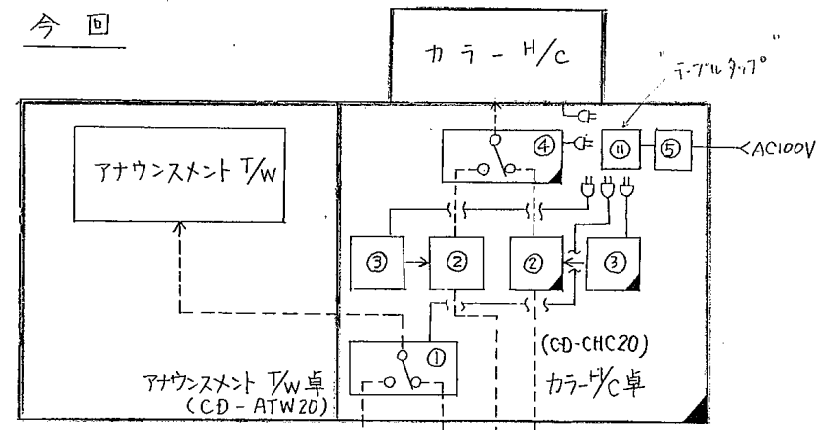 今回
カラーH/C
"テーブルタップ"
アナウンスメント T/W
④
⑪
⑤
AC100V
③
②
②
③
①
(CD-CHC20)
カラーH/C卓
アナウンスメント T/W卓
(CD-ATW20)